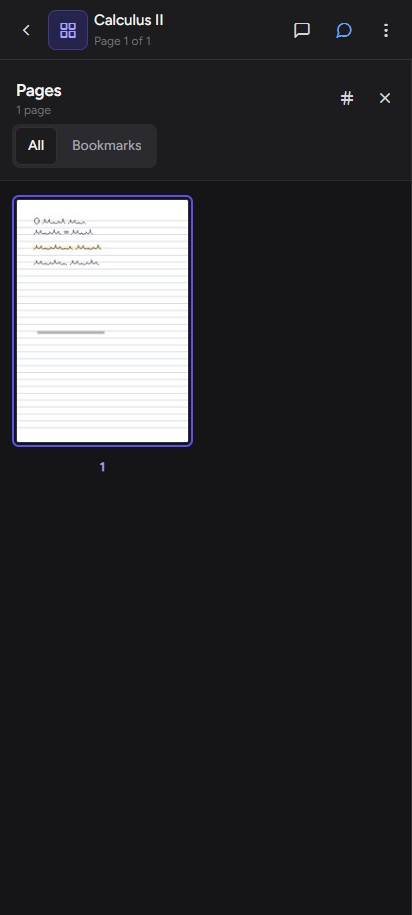 Calculus II
Page 1 of 1
Pages
1 page
#
All
Bookmarks
1